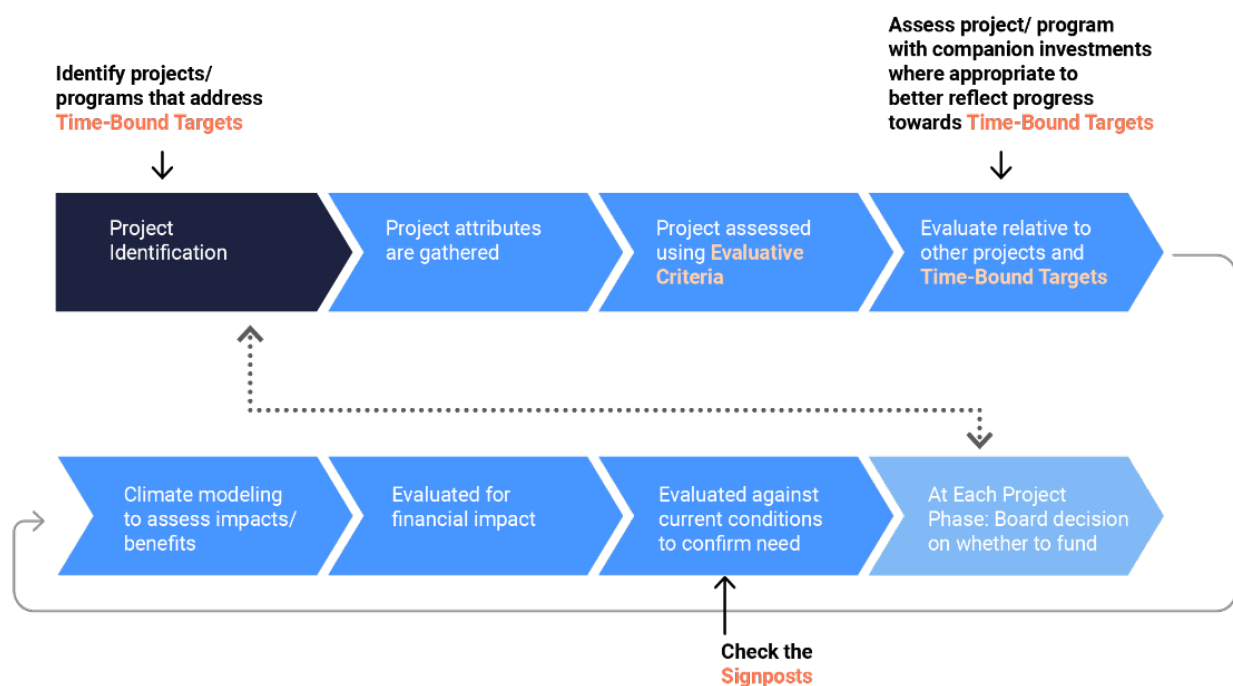 Identify projects/
programs that address
Time-Bound Targets
Assess project/ program
with companion investments
where appropriate to
better reflect progress
towards Time-Bound Targets
Project
Identification
Project attributes
are gathered
Project assessed
using Evaluative
Criteria
Evaluate relative to
other projects and
Time-Bound Targets
Climate modeling
to assess impacts/
benefits
Evaluated for
financial impact
Evaluated against
current conditions
to confirm need
At Each Project
Phase: Board decision
on whether to fund
Check the
Signposts